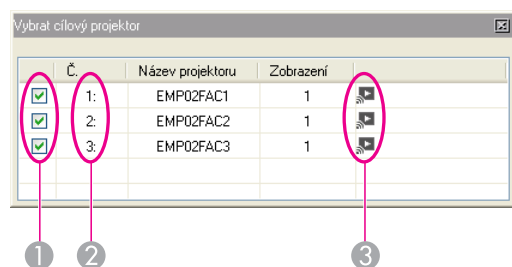 Vybrat cílový projektor
Č. Název projektoru Zobrazení
1: EMP02FAC1 1
2: EMP02FAC2 1
3: EMP02FAC3 1
1 2 3